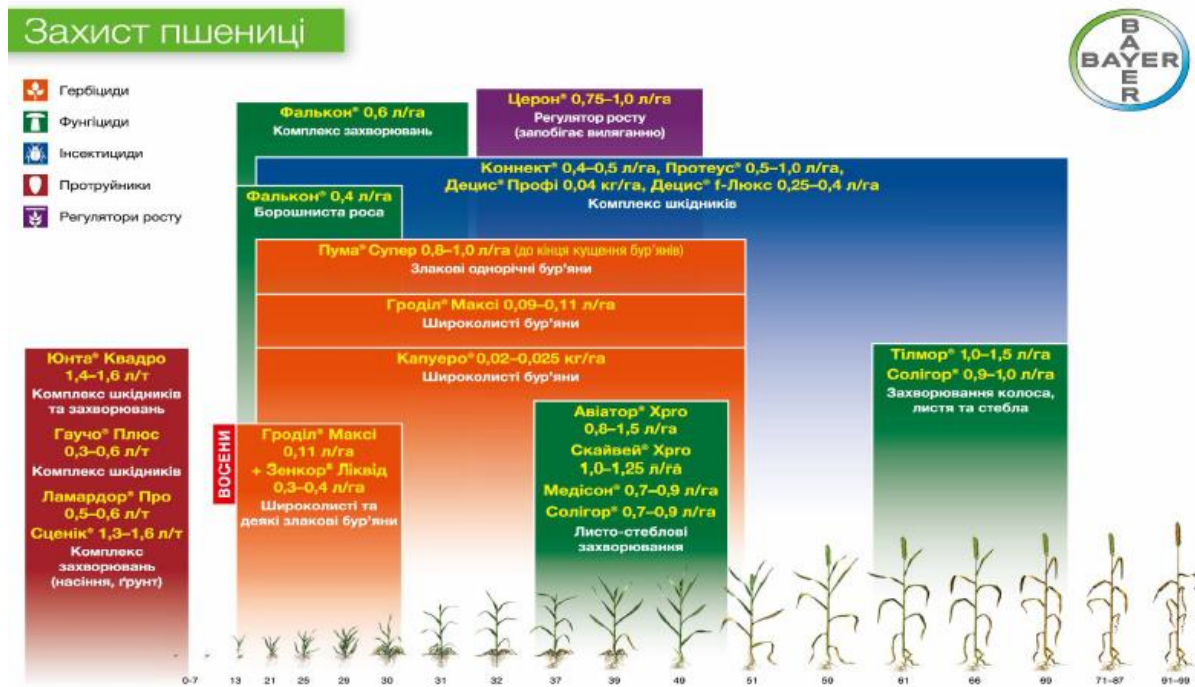 Захист пшениці
BAYER
BAYER
Гербіциди
Фунгіциди
Інсектициди
Протруйники
Регулятори росту
Фалькон® 0,6 л/га
Комплекс захворювань
Церон® 0,75–1,0 л/га
Регулятор росту
(запобігає виляганню)
Коннект® 0,4–0,5 л/га, Протеус® 0,5–1,0 л/га,
Децис® Профі 0,04 кг/га, Децис® f-Люкс 0,25–0,4 л/га
Комплекс шкідників
Фалькон® 0,4 л/га
Борошниста роса
Пума® Супер 0,8–1,0 л/га (до кінця кущення бур’янів)
Злакові однорічні бур’яни
Гроділ® Максі 0,09–0,11 л/га
Широколисті бур’яни
Капуеро® 0,02–0,025 кг/га
Широколисті бур’яни
Юнта® Квадро
1,4–1,6 л/т
Комплекс шкідників
та захворювань
Гаучо® Плюс
0,3–0,6 л/т
Комплекс шкідників
Ламардор® Про
0,5–0,6 л/т
Сценік® 1,3–1,6 л/т
Комплекс
захворювань
(насіння, ґрунт)
ВОСЕНИ
Гроділ® Максі
0,11 л/га
+ Зенкор® Ліквід
0,3–0,4 л/га
Широколисті та
деякі злакові бур’яни
Авіатор® Xpro
0,8–1,5 л/га
Скайвей® Xpro
1,0–1,25 л/га
Медісон® 0,7–0,9 л/га
Солігор® 0,7–0,9 л/га
Листо-стеблові
захворювання
Тілмор® 1,0–1,5 л/га
Солігор® 0,9–1,0 л/га
Захворювання колоса,
листя та стебла
0-7 13 21 25 29 30 31 32 37 39 49 51 59 61 65 69 71–87 91–99